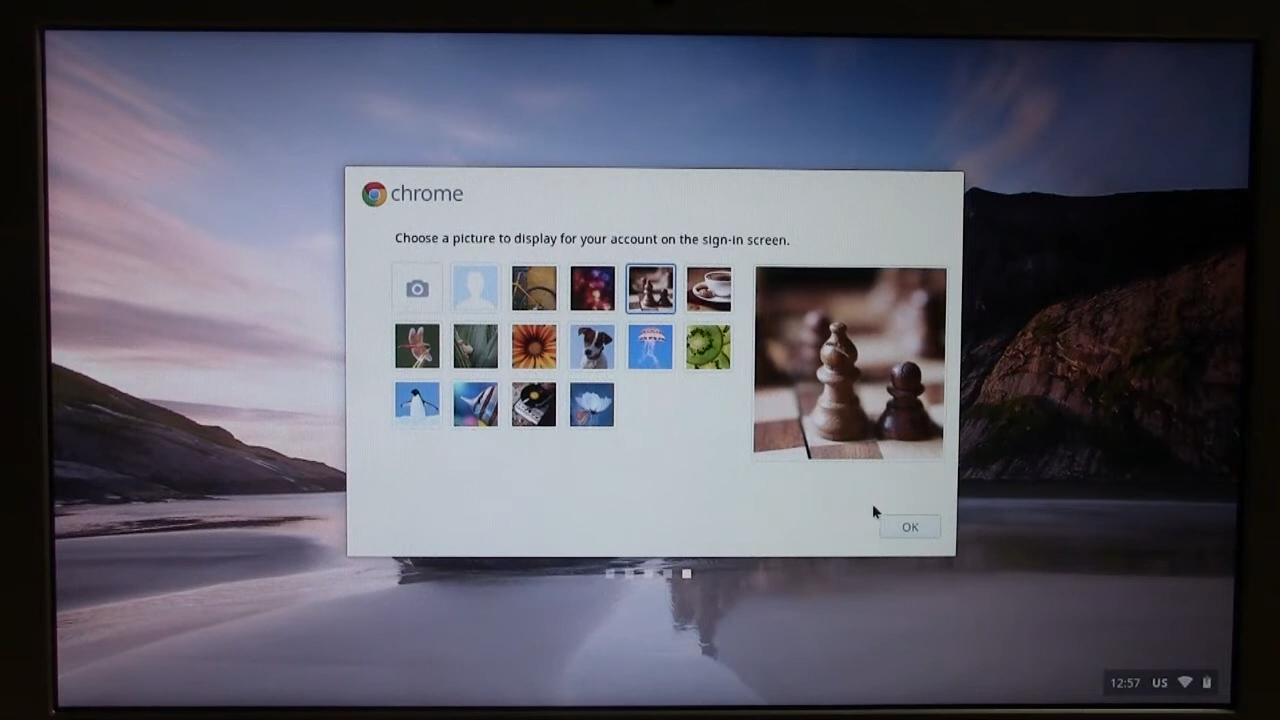 chrome
Choose a picture to display for your account on the sign-in screen.
OK
12:57 US